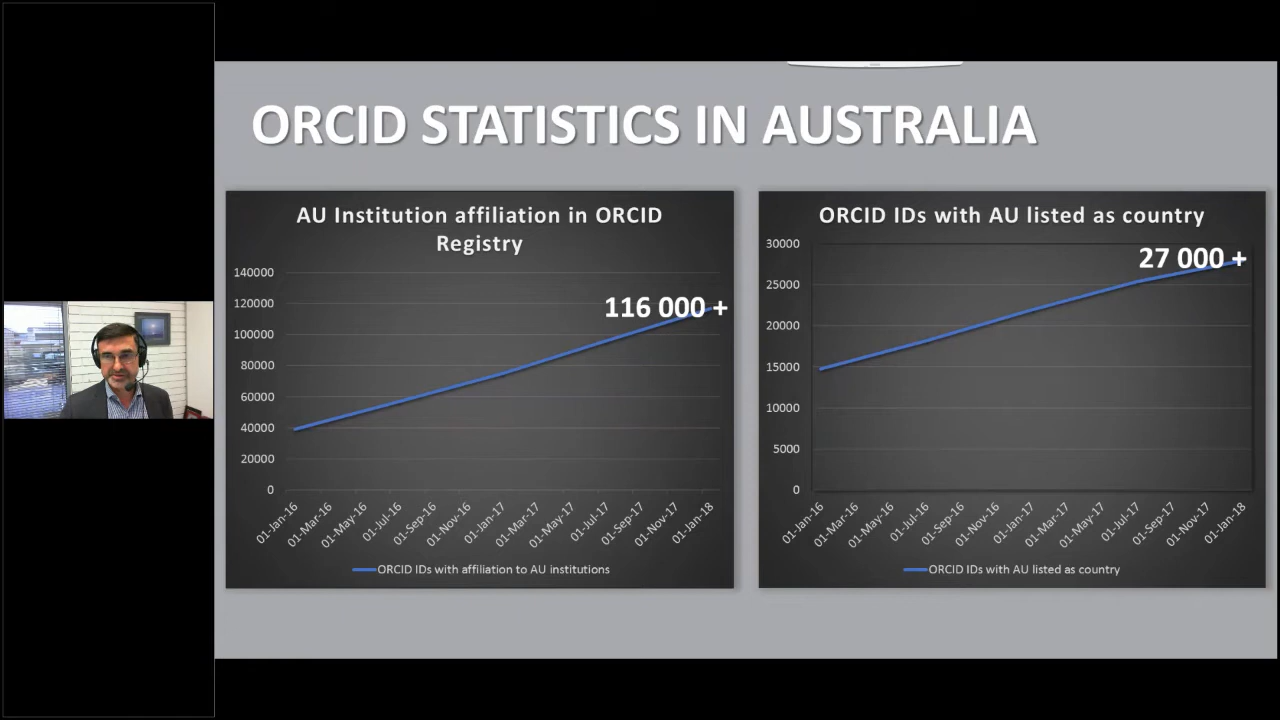 ORCID STATISTICS IN AUSTRALIA
AU Institution affiliation in ORCID
Registry
140000
120000
100000
80000
60000
40000
20000
0
116 000 +
01-Jan-16
01-Mar-16
01-May-16
01-Jul-16
01-Sep-16
01-Nov-16
01-Jan-17
01-Mar-17
01-May-17
01-Jul-17
01-Sep-17
01-Nov-17
01-Jan-18
ORCID IDs with affiliation to AU institutions
ORCID IDs with AU listed as country
30000
25000
20000
15000
10000
5000
0
27 000 +
01-Jan-16
01-Mar-16
01-May-16
01-Jul-16
01-Sep-16
01-Nov-16
01-Jan-17
01-Mar-17
01-May-17
01-Jul-17
01-Sep-17
01-Nov-17
01-Jan-18
ORCID IDs with AU listed as country